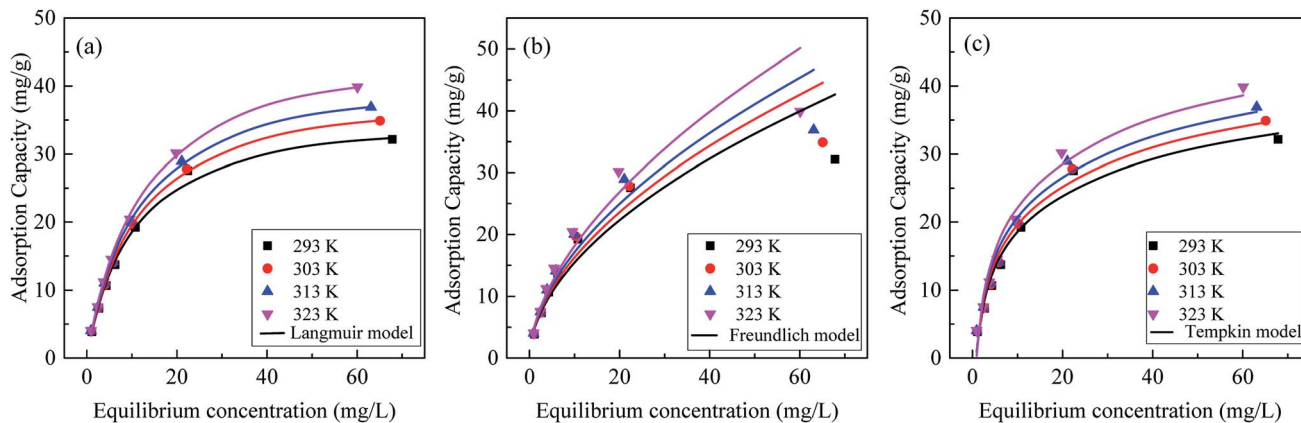 (a)
Adsorption Capacity (mg/g)
50
40
30
20
10
0
293 K
303 K
313 K
323 K
Langmuir model
0 20 40 60
Equilibrium concentration (mg/L)
(b)
Adsorption Capacity (mg/g)
50
40
30
20
10
0
293 K
303 K
313 K
323 K
Freundlich model
0 20 40 60
Equilibrium concentration (mg/L)
(c)
Adsorption Capacity (mg/g)
50
40
30
20
10
0
293 K
303 K
313 K
323 K
Tempkin model
0 20 40 60
Equilibrium concentration (mg/L)